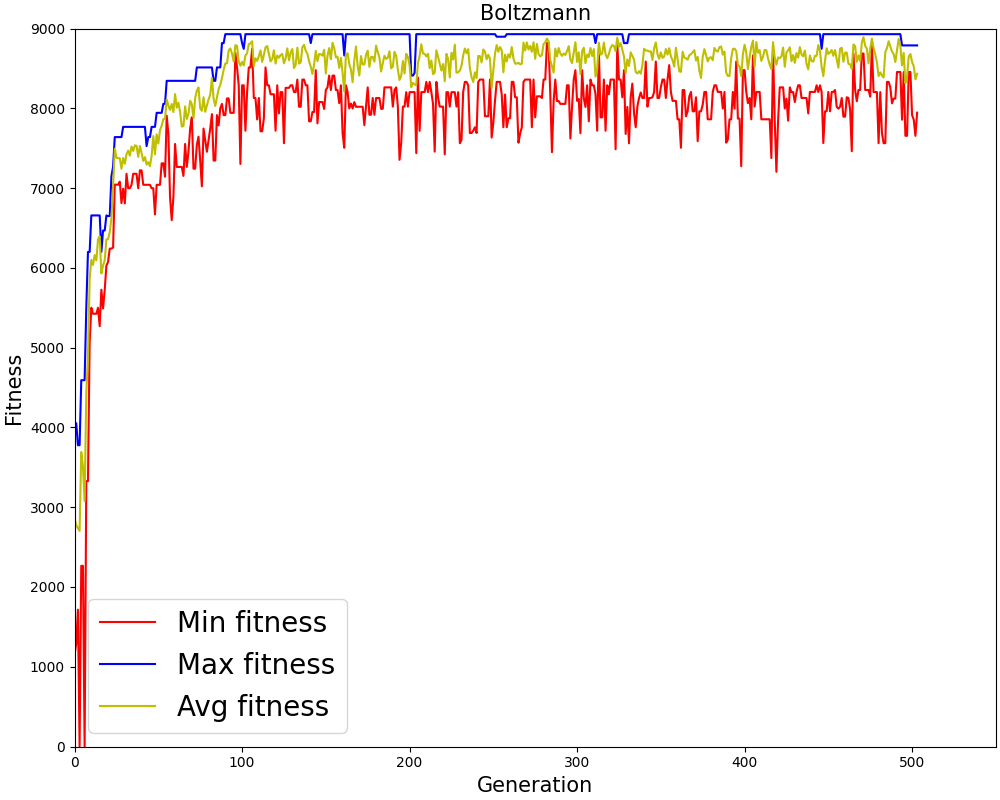 Boltzmann
9000
8000
7000
6000
5000
4000
3000
2000
1000
0
Fitness
Min fitness
Max fitness
Avg fitness
0 100 200 300 400 500
Generation